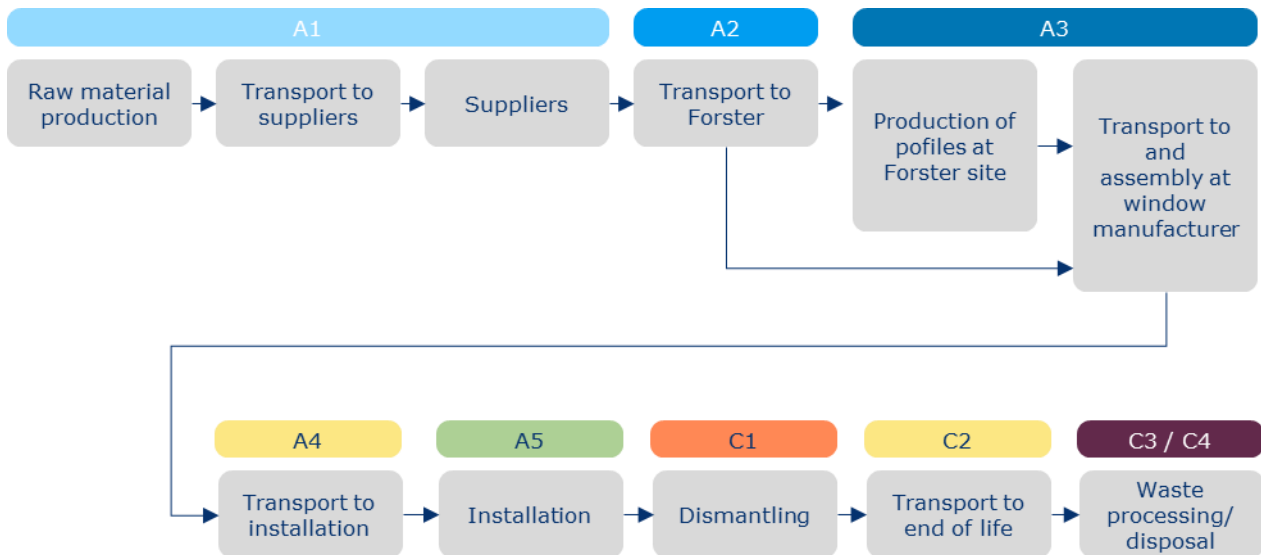 A1
A2
A3
Raw material
production
Transport to
suppliers
Suppliers
Transport to
Forster
Production of
pofiles at
Forster site
Transport to
and
assembly at
window
manufacturer
A4
A5
C1
C2
C3 / C4
Transport to
installation
Installation
Dismantling
Transport to
end of life
Waste
processing/
disposal